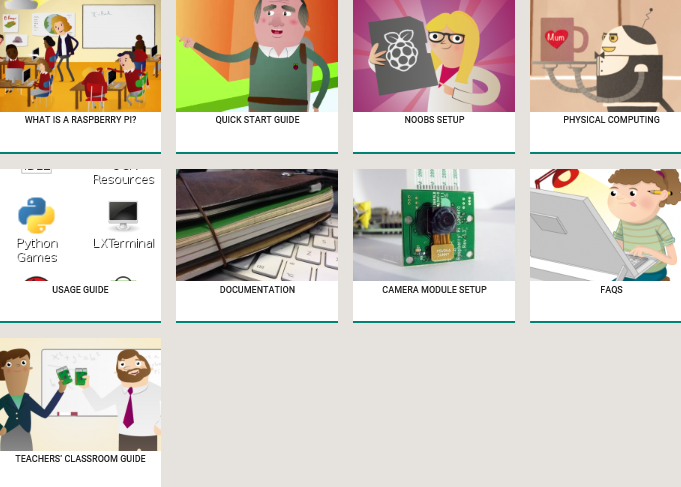 Mum
WHAT IS A RASPBERRY PI?
QUICK START GUIDE
NOOBS SETUP
PHYSICAL COMPUTING
Resources
Python
Games
LXTerminal
USAGE GUIDE
DOCUMENTATION
CAMERA MODULE SETUP
FAQS
TEACHERS' CLASSROOM GUIDE